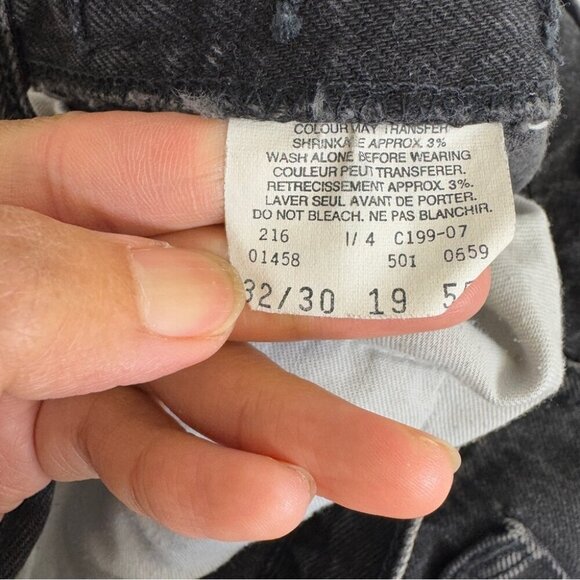 COLOUR MAY TRANSFER
SHRINKAGE APPROX. 3%
WASH ALONE BEFORE WEARING
COULEUR PEUT TRANSFERER.
RETRECISSEMENT APPROX. 3%.
LAVER SEUL AVANT DE PORTER.
DO NOT BLEACH. NE PAS BLANCHIR.
216 1/4 C199-07
01458 501 0659
32/30 19